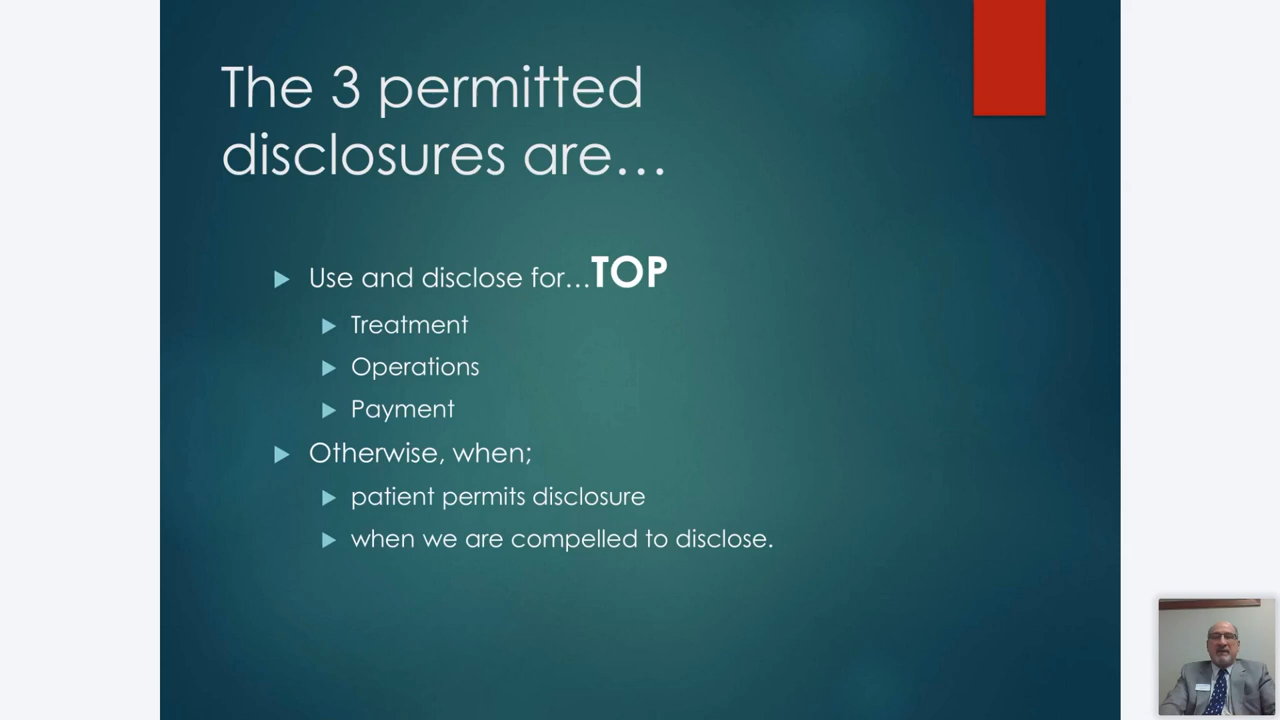 The 3 permitted
disclosures are…
Use and disclose for…TOP
Treatment
Operations
Payment
Otherwise, when;
patient permits disclosure
when we are compelled to disclose.